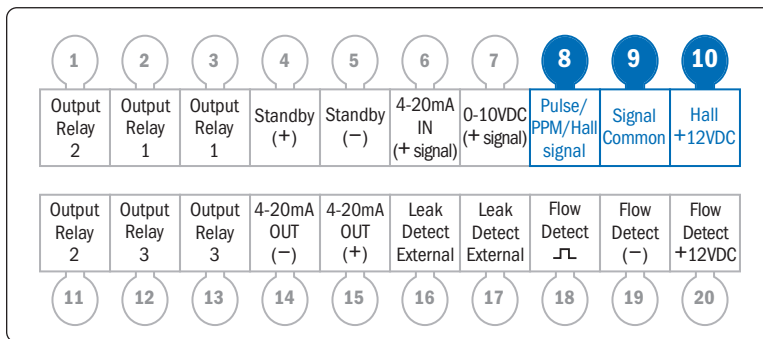 1 2 3 4 5 6 7 8 9 10
Output Relay 2
Output Relay 1
Output Relay 1
Standby (+)
Standby (−)
4-20mA IN (+ signal)
0-10VDC (+ signal)
Pulse/ PPM/Hall signal
Signal Common
Hall +12VDC
Output Relay 2
Output Relay 3
Output Relay 3
4-20mA OUT (−)
4-20mA OUT (+)
Leak Detect External
Leak Detect External
Flow Detect
Flow Detect (−)
Flow Detect +12VDC
11 12 13 14 15 16 17 18 19 20